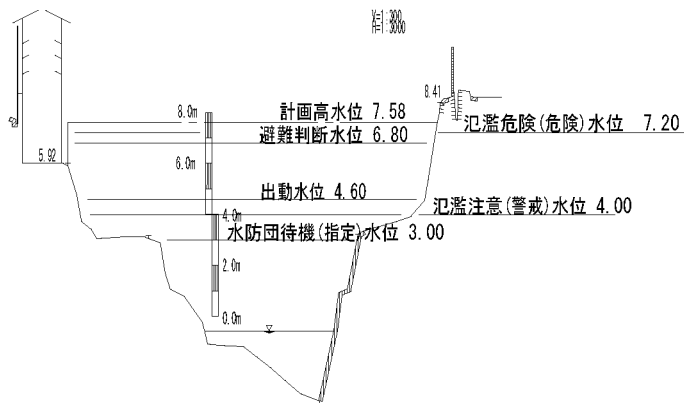 8.41
8.0m
計画高水位 7.58
氾濫危険(危険)水位 7.20
避難判断水位 6.80
5.92
6.0m
出動水位 4.60
氾濫注意(警戒)水位 4.00
4.0m
水防団待機(指定)水位 3.00
2.0m
0.0m